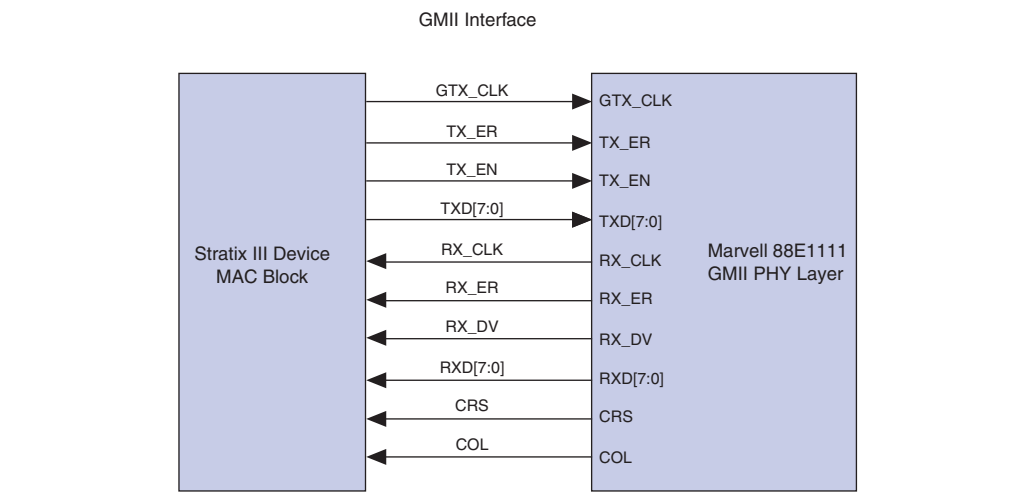 GMII Interface
GTX_CLK
GTX_CLK
TX_ER
TX_ER
TX_EN
TX_EN
TXD[7:0]
TXD[7:0]
Stratix III Device
MAC Block
RX_CLK
RX_CLK
Marvell 88E1111
GMII PHY Layer
RX_ER
RX_ER
RX_DV
RX_DV
RXD[7:0]
RXD[7:0]
CRS
CRS
COL
COL